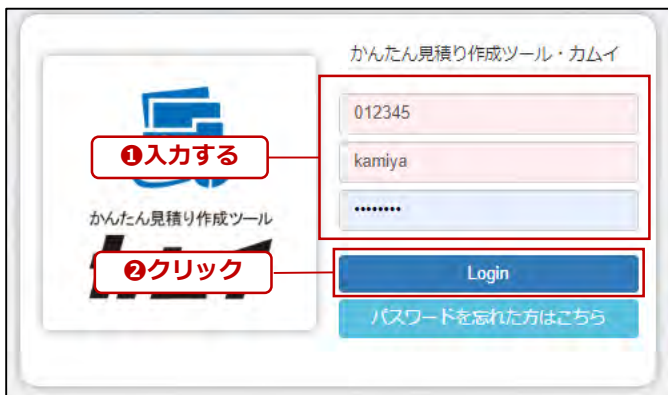 かんたん見積り作成ツール・カムイ
012345
❶入力する
kamiya
••••••••
かんたん見積り作成ツール
❷クリック
Login
パスワードを忘れた方はこちら